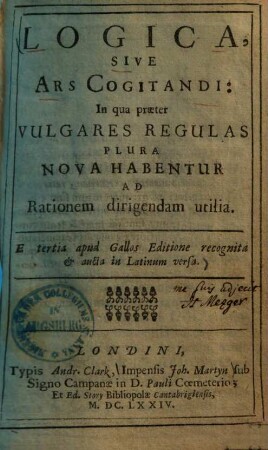 LOGICA,
SIVE
ARS COGITANDI:
In qua præter
VULGARES REGULAS
PLURA
NOVA HABENTUR
AD
Rationem dirigendam utilia.
E tertia apud Gallos Editione recognita
& aucta in Latinum versa.
LONDINI,
Typis Andr. Clark, Impensis Joh. Martyn sub
Signo Campanæ in D. Pauli Cœmeterio;
Et Ed. Story Bibliopolæ Cantabrigiensis,
M. DC. LXXIV.